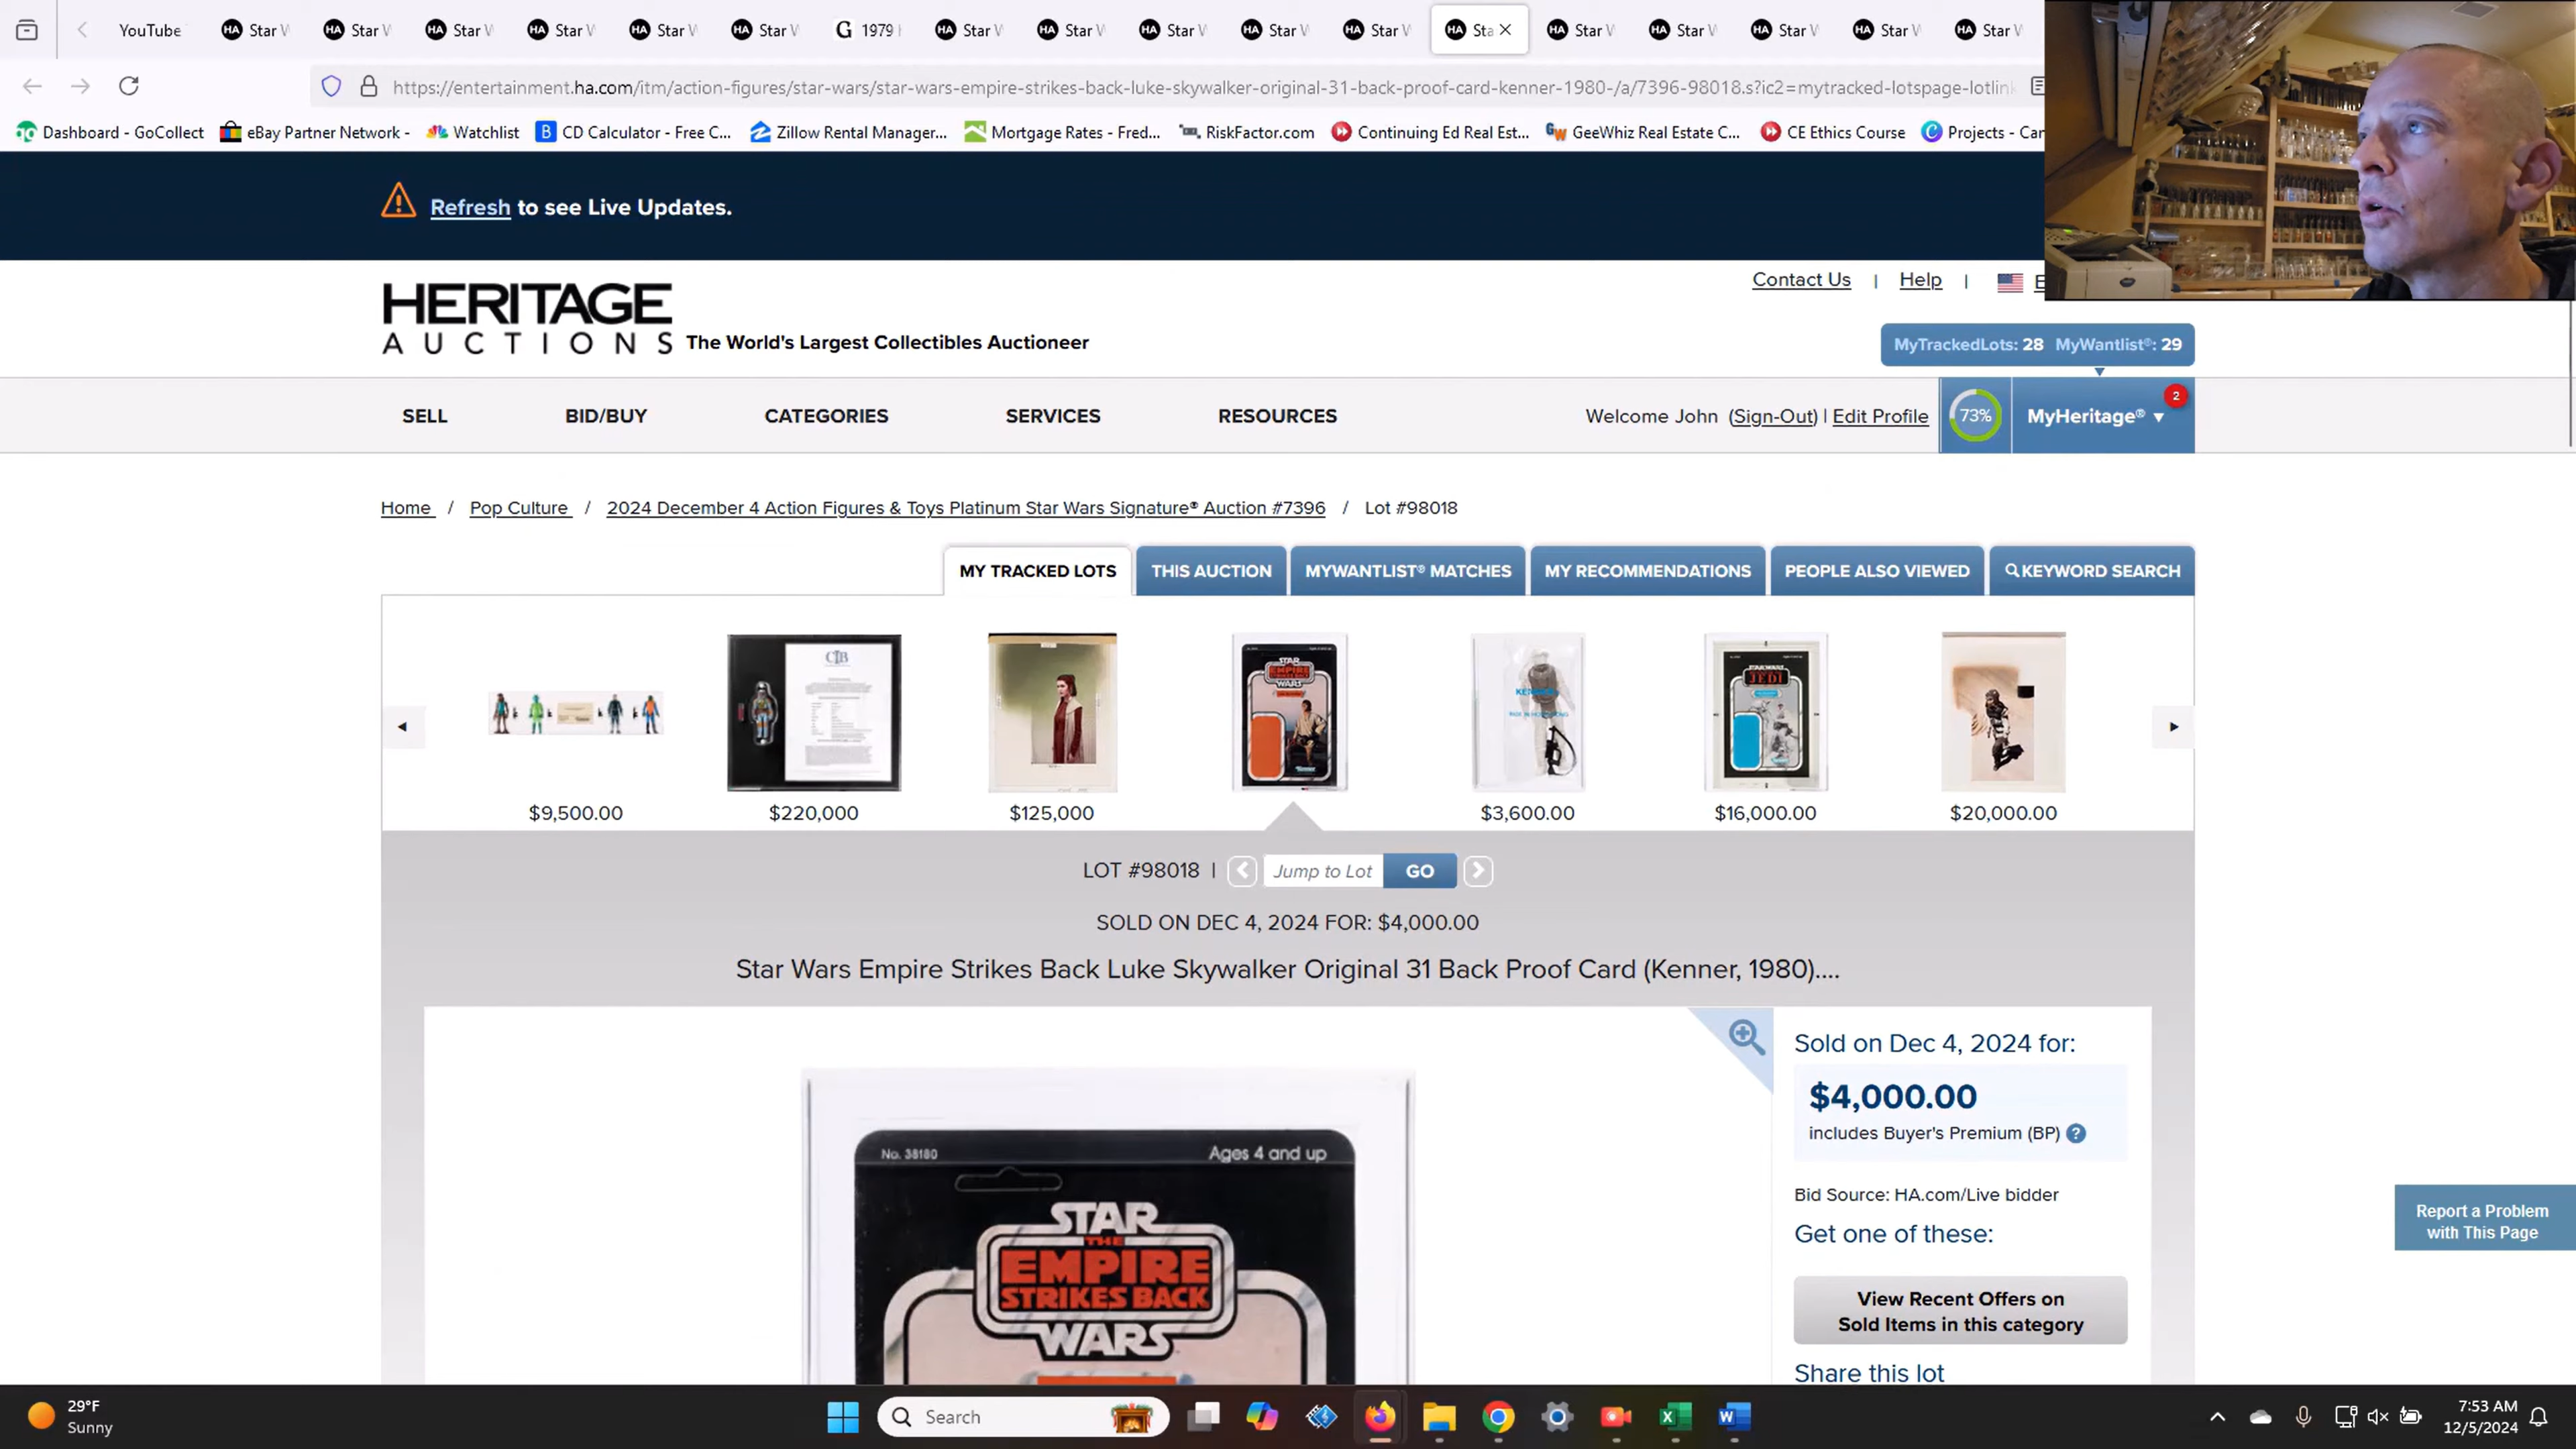 YouTube
Star W
Star W
Star W
Star W
Star W
Star W
1979
Star W
Star W
Star W
Star W
Star W
Sta
Star W
Star W
Star W
Star W
Star W
https://entertainment.ha.com/itm/action-figures/star-wars/star-wars-empire-strikes-back-luke-skywalker-original-31-back-proof-card-kenner-1980-/a/7396-98018.s?ic2=mytracked-lotspage-lotlink
Dashboard - GoCollect
eBay Partner Network -
Watchlist
CD Calculator - Free C...
Zillow Rental Manager...
Mortgage Rates - Fred...
RiskFactor.com
Continuing Ed Real Est...
GeeWhiz Real Estate C...
CE Ethics Course
Projects - Can
Refresh to see Live Updates.
Contact Us | Help | E
HERITAGE
AUCTIONS The World's Largest Collectibles Auctioneer
MyTrackedLots: 28 MyWantlist®: 29
SELL BID/BUY CATEGORIES SERVICES RESOURCES
Welcome John (Sign-Out) | Edit Profile 73% MyHeritage® ▼ 2
Home / Pop Culture / 2024 December 4 Action Figures & Toys Platinum Star Wars Signature® Auction #7396 / Lot #98018
MY TRACKED LOTS THIS AUCTION MYWANTLIST® MATCHES MY RECOMMENDATIONS PEOPLE ALSO VIEWED KEYWORD SEARCH
$9,500.00 $220,000 $125,000 $3,600.00 $16,000.00 $20,000.00
LOT #98018 | Jump to Lot GO
SOLD ON DEC 4, 2024 FOR: $4,000.00
Star Wars Empire Strikes Back Luke Skywalker Original 31 Back Proof Card (Kenner, 1980)....
No. 38180 Ages 4 and up
STAR
THE
EMPIRE
STRIKES BACK
WARS
Sold on Dec 4, 2024 for:
$4,000.00
includes Buyer's Premium (BP) ?
Bid Source: HA.com/Live bidder
Get one of these:
View Recent Offers on
Sold Items in this category
Share this lot
Report a Problem
with This Page
29°F
Sunny
Search
7:53 AM
12/5/2024